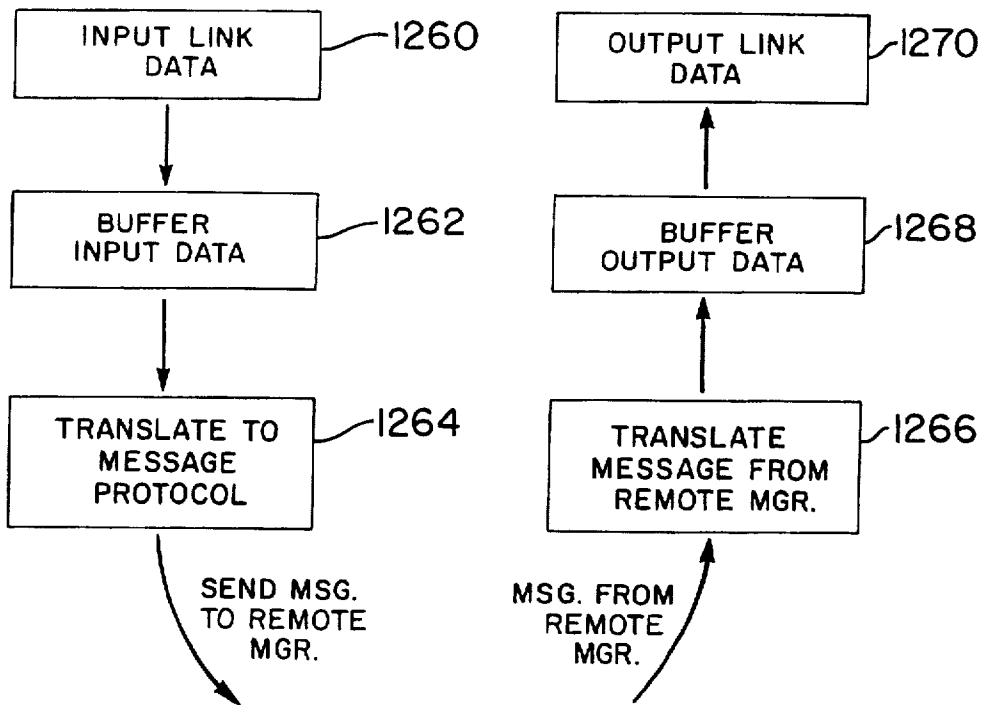 INPUT LINK
DATA
1260
BUFFER
INPUT DATA
1262
TRANSLATE TO
MESSAGE
PROTOCOL
1264
SEND MSG.
TO REMOTE
MGR.
OUTPUT LINK
DATA
1270
BUFFER
OUTPUT DATA
1268
TRANSLATE
MESSAGE FROM
REMOTE MGR.
1266
MSG. FROM
REMOTE
MGR.